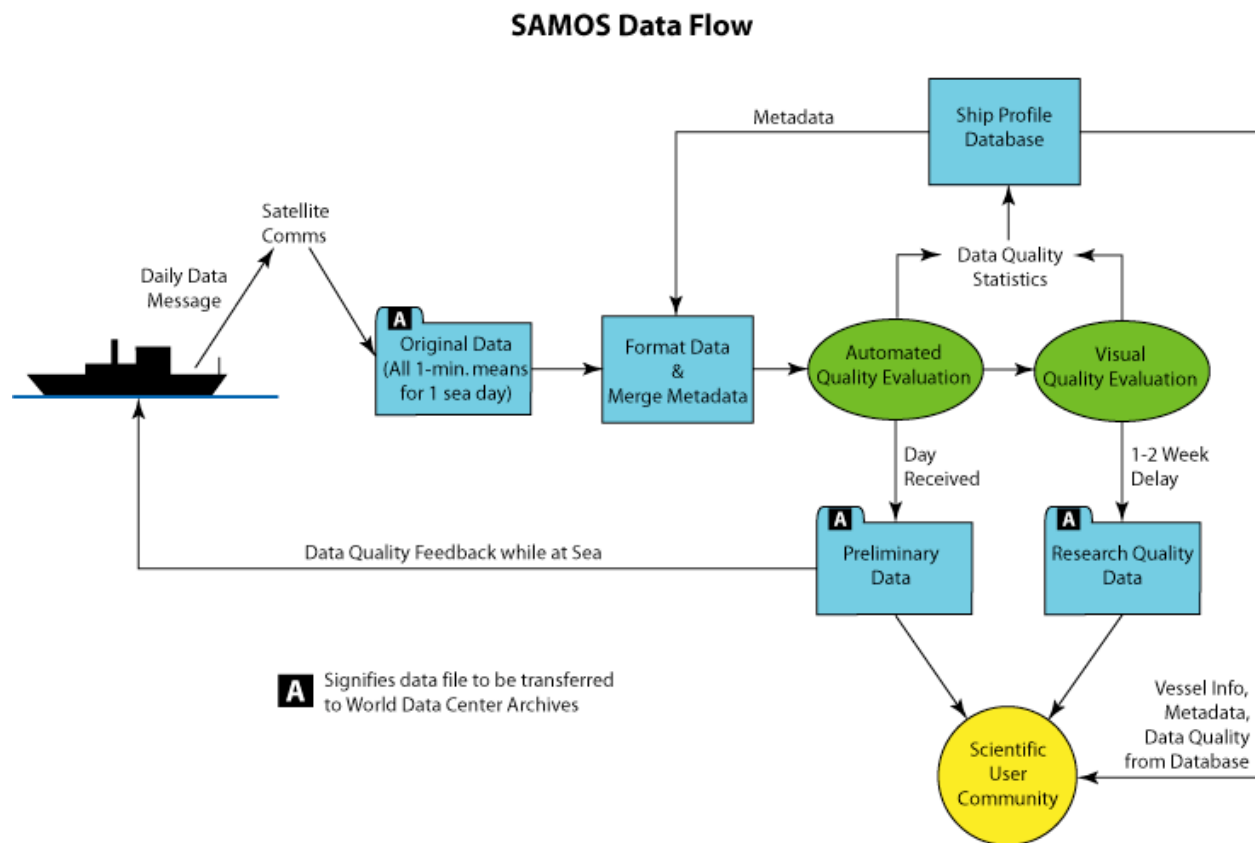 SAMOS Data Flow
Ship Profile
Database
Metadata
Satellite
Comms
Daily Data
Message
Data Quality
Statistics
A
Original Data
(All 1-min. means
for 1 sea day)
Format Data
&
Merge Metadata
Automated
Quality Evaluation
Visual
Quality Evaluation
Day
Received
1-2 Week
Delay
A
Preliminary
Data
A
Research Quality
Data
Data Quality Feedback while at Sea
A
Signifies data file to be transferred
to World Data Center Archives
Scientific
User
Community
Vessel Info,
Metadata,
Data Quality
from Database